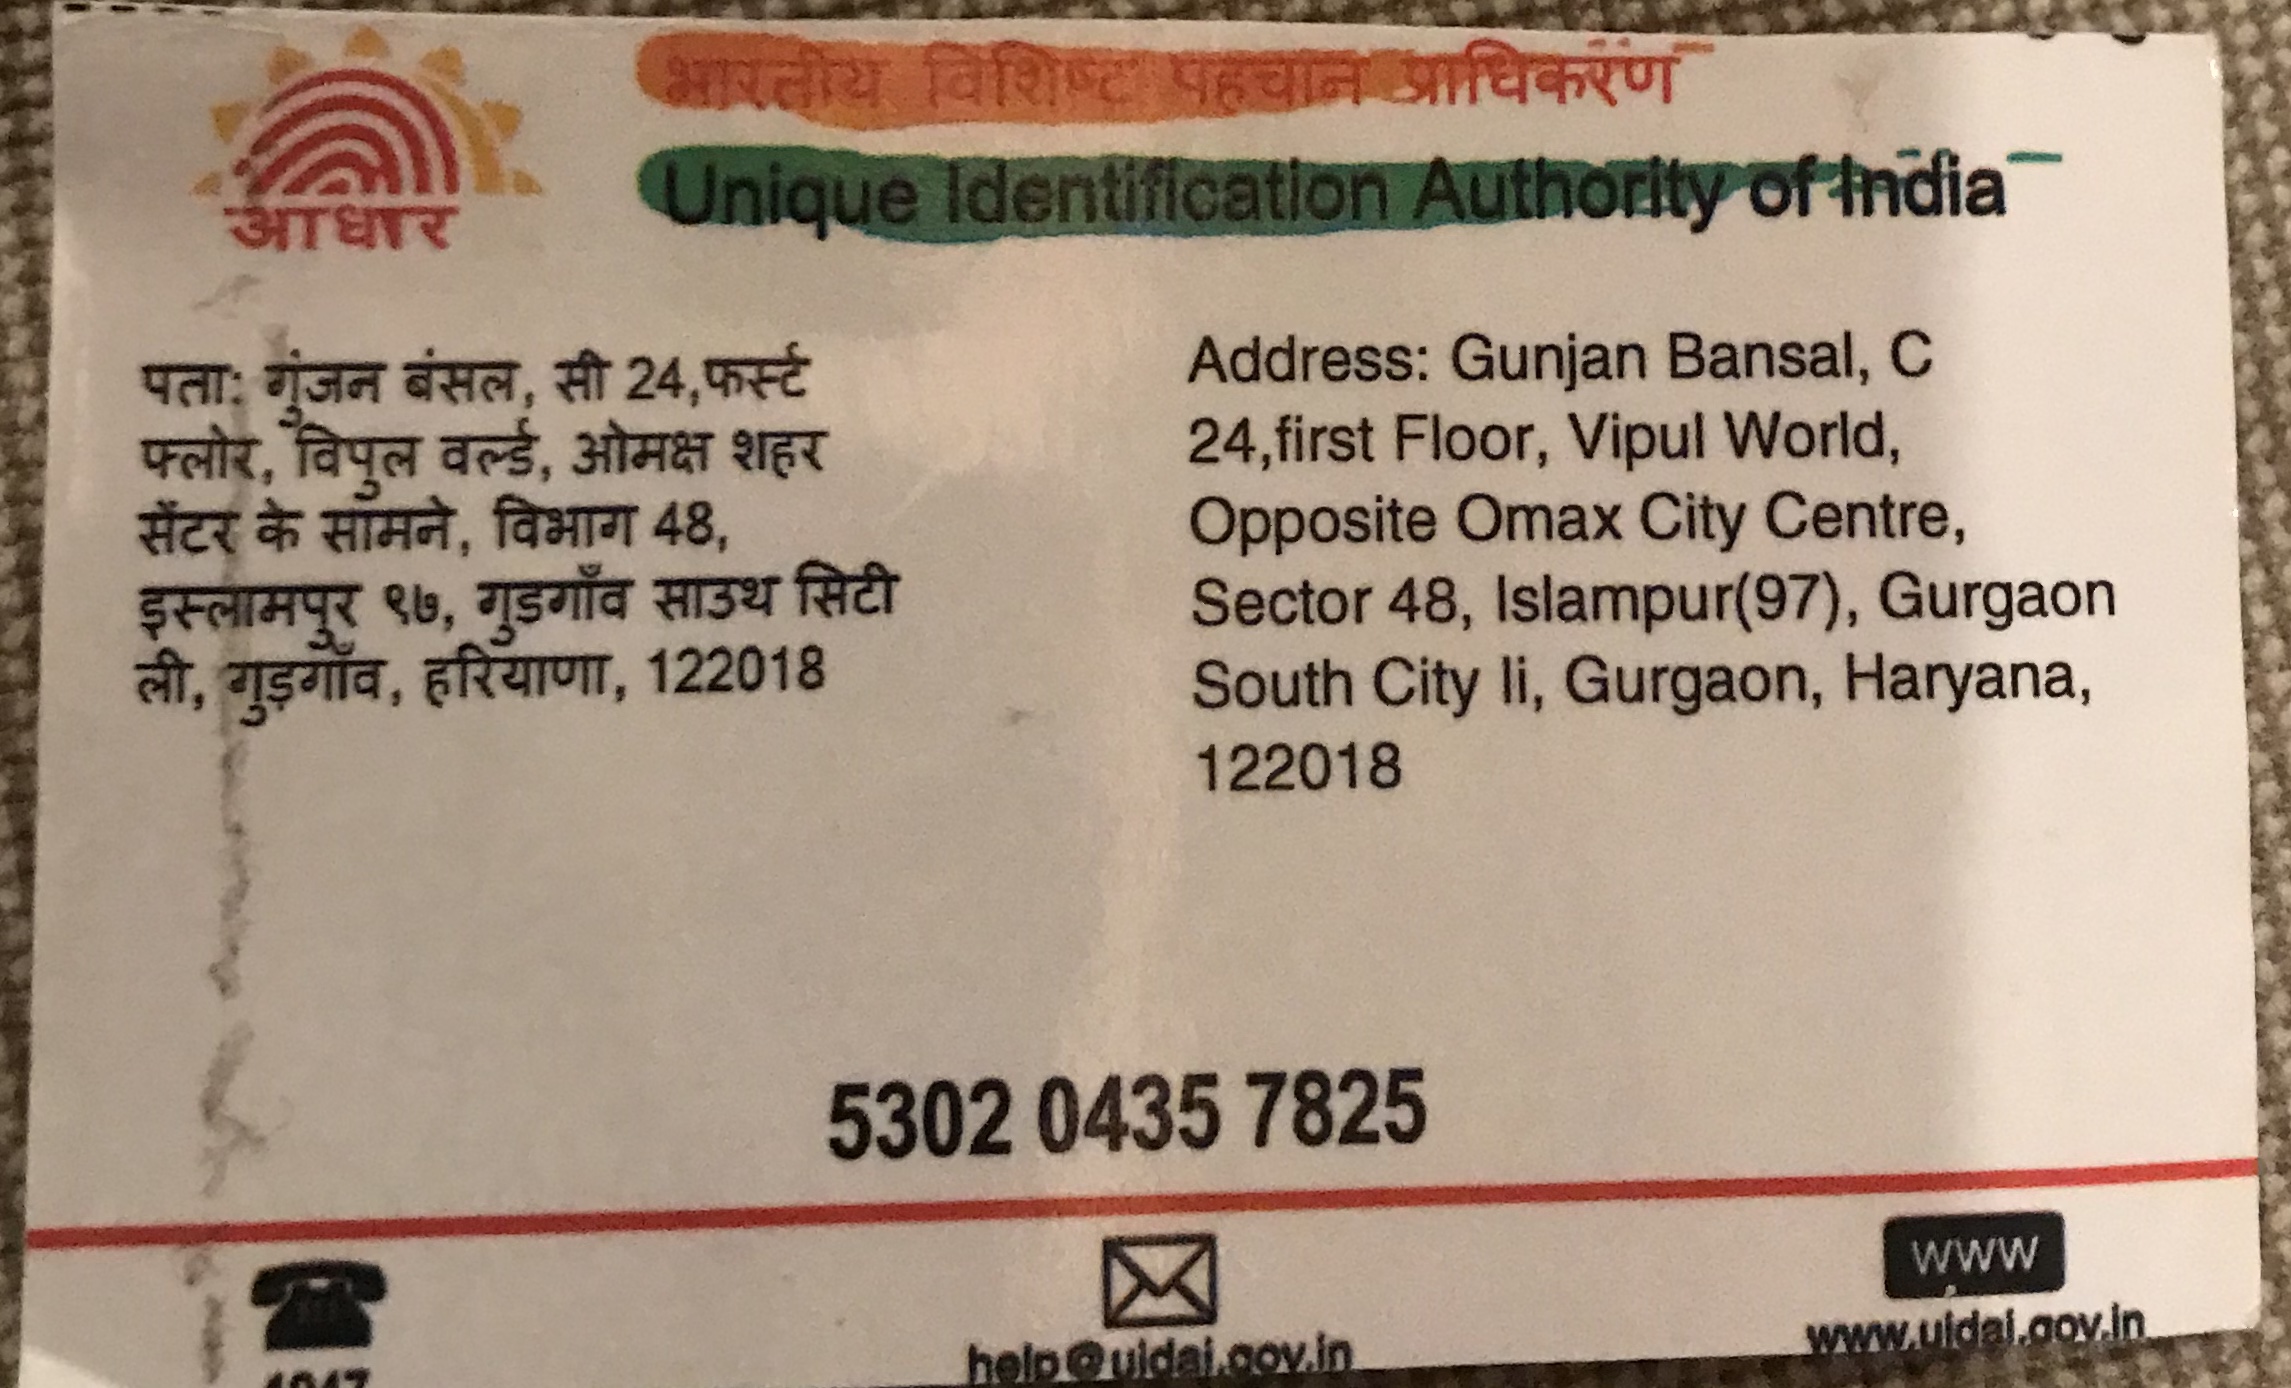 आधार
भारतीय विशिष्ट पहचान प्राधिकरण
Unique Identification Authority of India
पता: गुंजन बंसल, सी 24,फर्स्ट
फ्लोर, विपुल वर्ल्ड, ओमक्ष शहर
सेंटर के सामने, विभाग 48,
इस्लामपुर ९७, गुडगाँव साउथ सिटी
ली, गुड़गाँव, हरियाणा, 122018
Address: Gunjan Bansal, C
24,first Floor, Vipul World,
Opposite Omax City Centre,
Sector 48, Islampur(97), Gurgaon
South City Ii, Gurgaon, Haryana,
122018
5302 0435 7825
1947
help@uidai.gov.in
WWW
www.uidai.gov.in